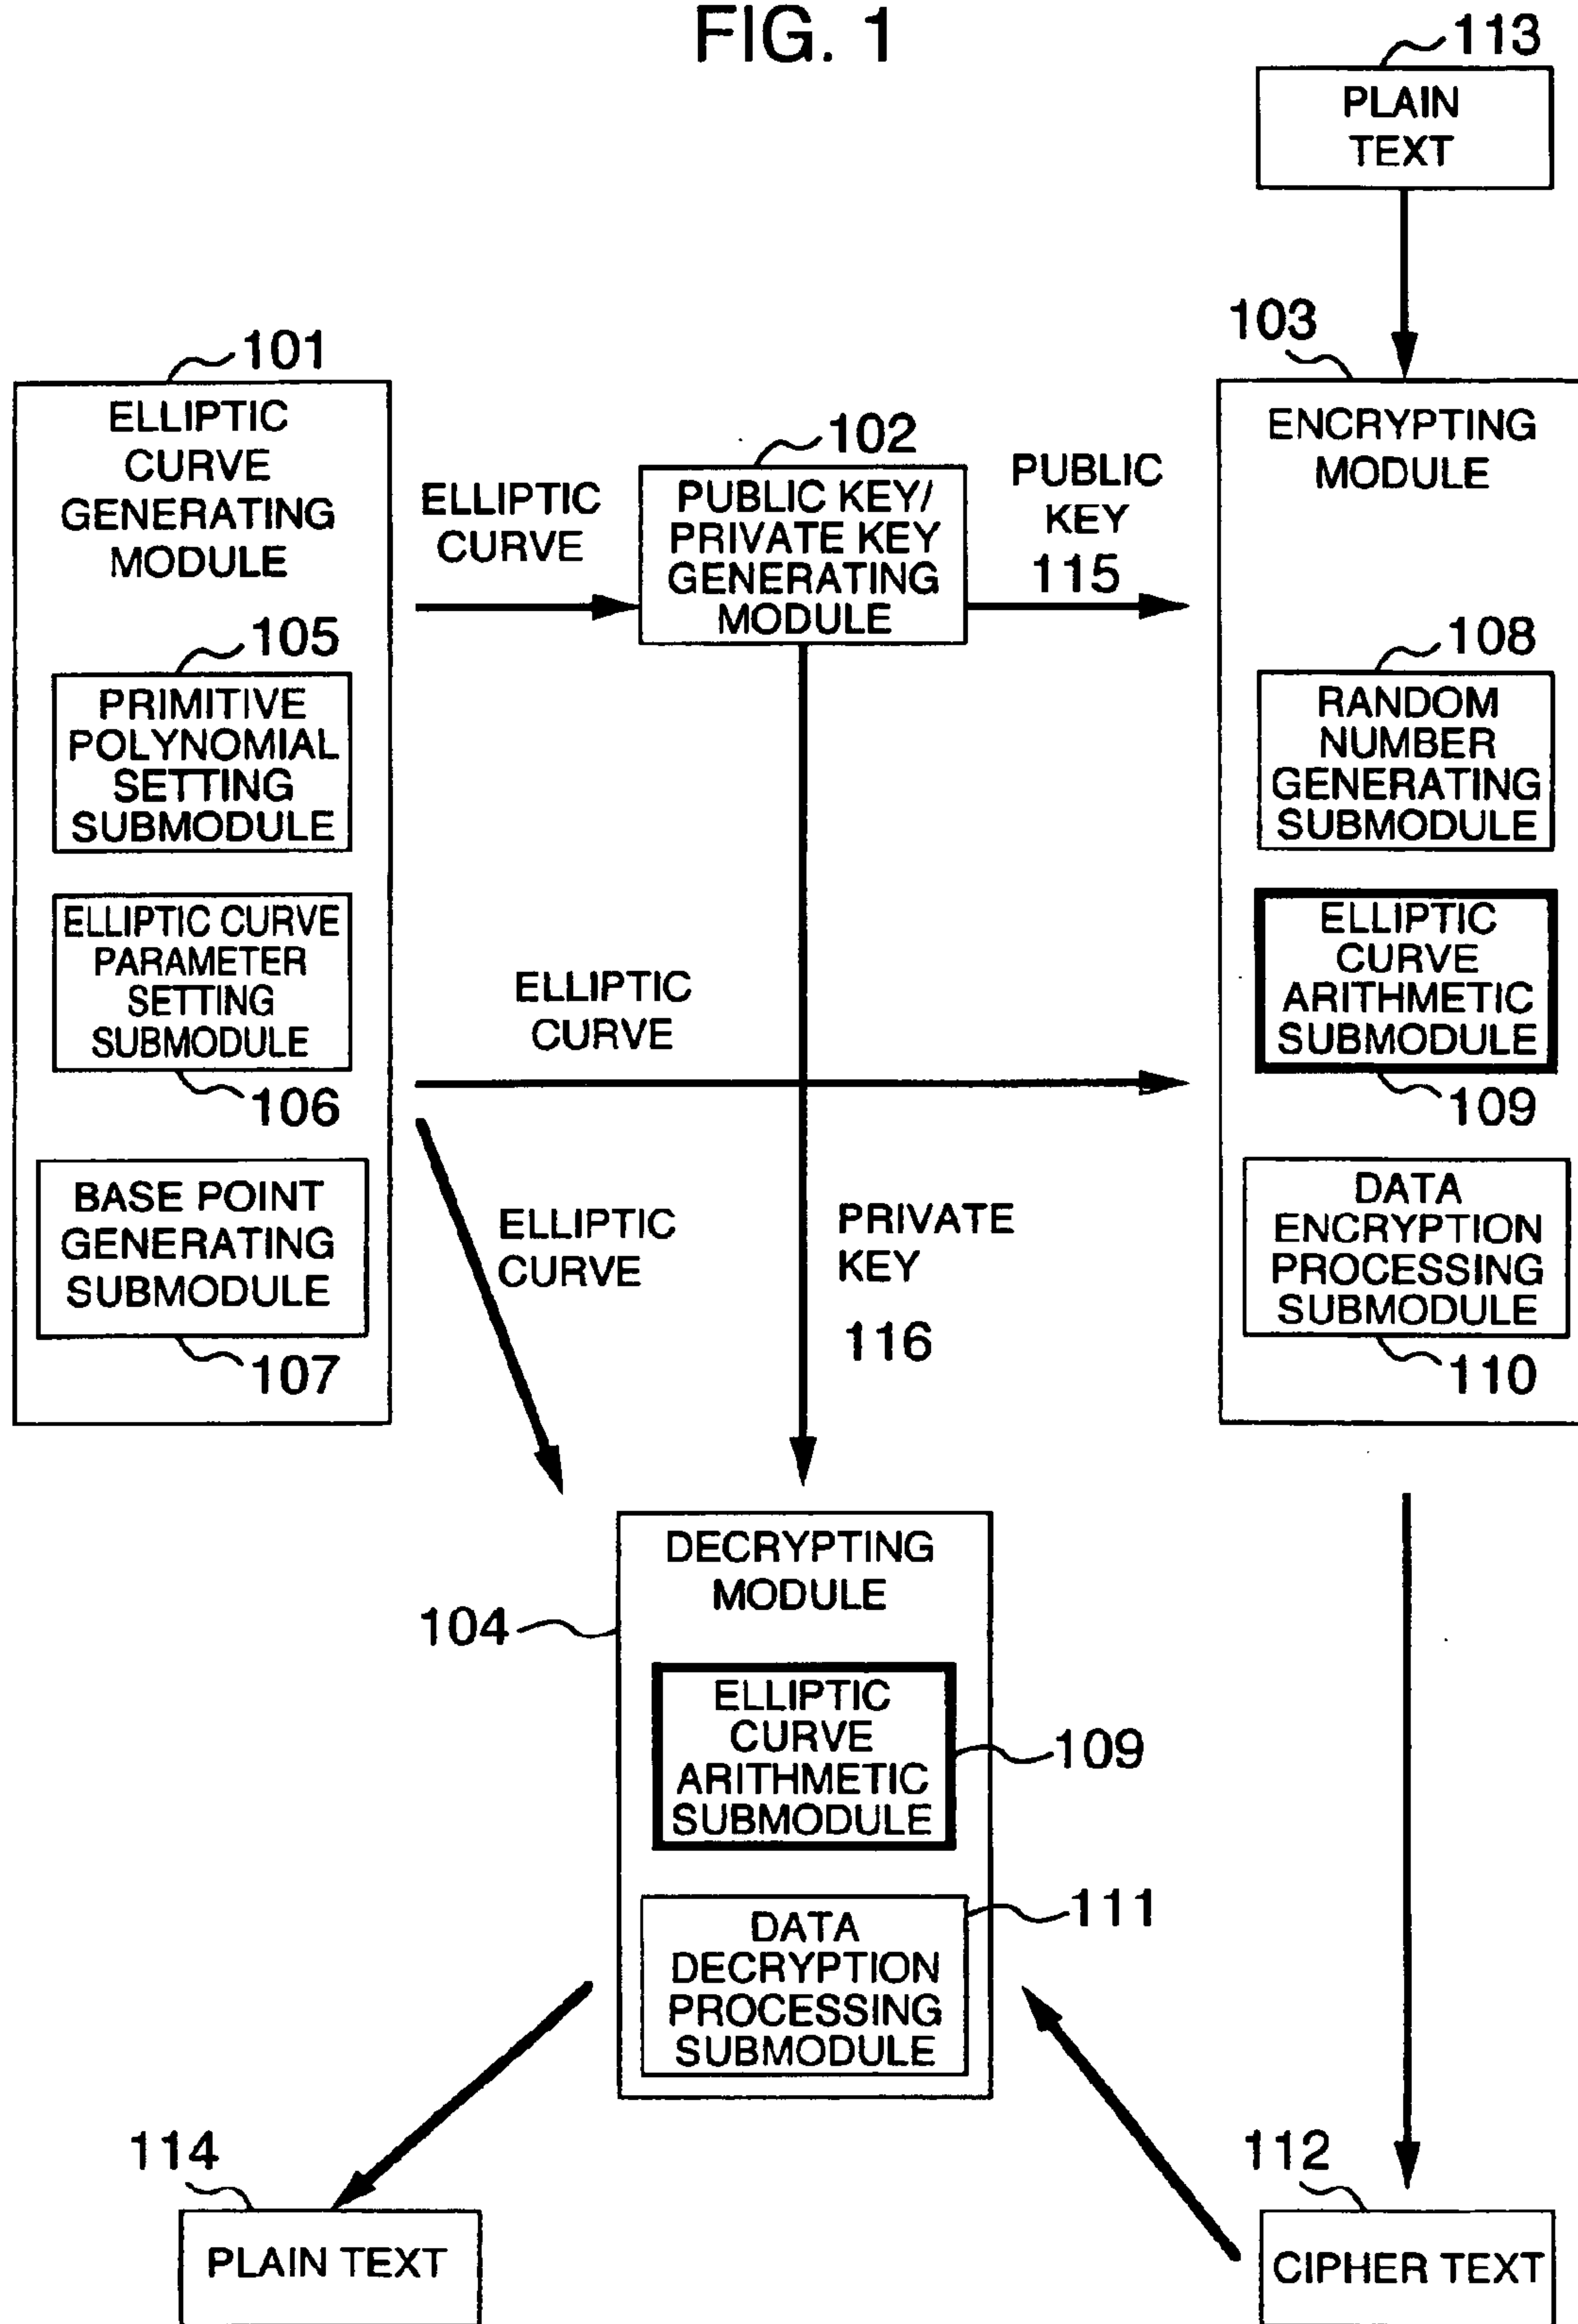 FIG. 1
113
PLAIN
TEXT
103
101
ELLIPTIC
CURVE
GENERATING
MODULE
105
PRIMITIVE
POLYNOMIAL
SETTING
SUBMODULE
ELLIPTIC CURVE
PARAMETER
SETTING
SUBMODULE
106
BASE POINT
GENERATING
SUBMODULE
107
ELLIPTIC
CURVE
102
PUBLIC KEY/
PRIVATE KEY
GENERATING
MODULE
PUBLIC
KEY
115
ENCRYPTING
MODULE
108
RANDOM
NUMBER
GENERATING
SUBMODULE
ELLIPTIC
CURVE
ARITHMETIC
SUBMODULE
109
DATA
ENCRYPTION
PROCESSING
SUBMODULE
110
ELLIPTIC
CURVE
ELLIPTIC
CURVE
PRIVATE
KEY
116
DECRYPTING
MODULE
104
ELLIPTIC
CURVE
ARITHMETIC
SUBMODULE
109
111
DATA
DECRYPTION
PROCESSING
SUBMODULE
114
PLAIN TEXT
112
CIPHER TEXT